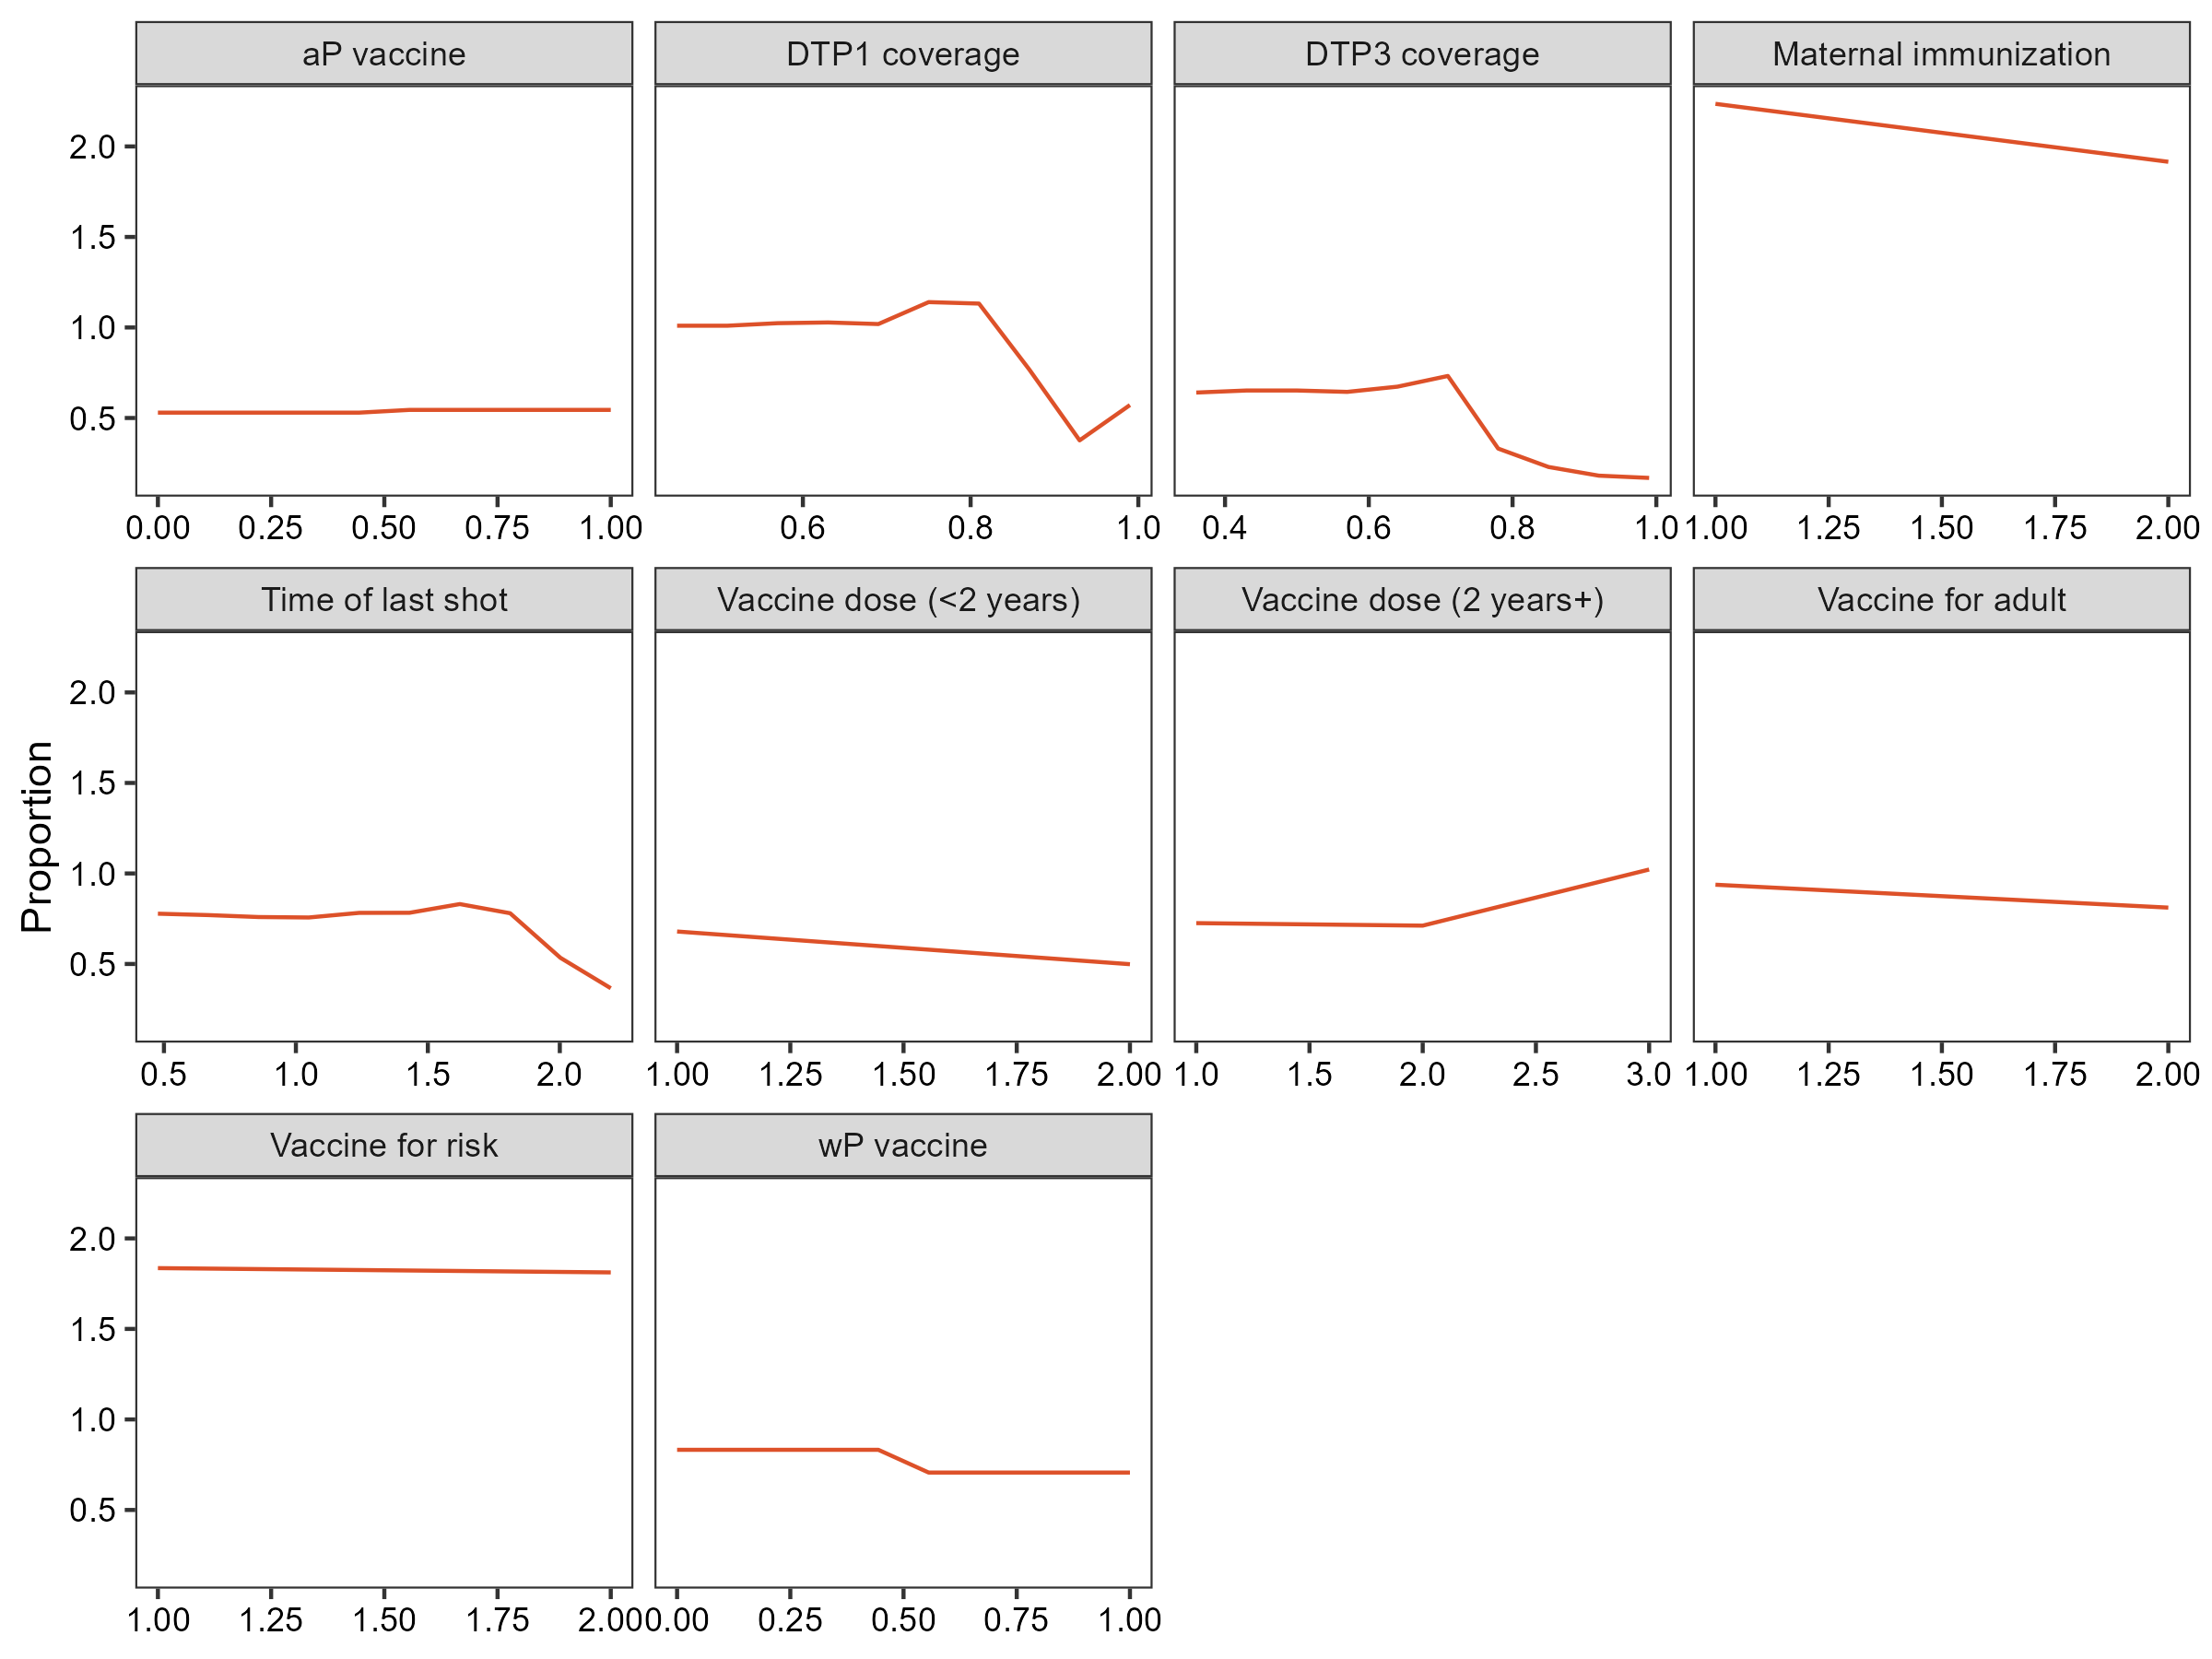 aP vaccine DTP1 coverage DTP3 coverage Maternal immunization
2.0
1.5
1.0
0.5
0.00 0.25 0.50 0.75 1.00 0.6 0.8 1.0 0.4 0.6 0.8 1.0 1.00 1.25 1.50 1.75 2.00
Time of last shot Vaccine dose (<2 years) Vaccine dose (2 years+) Vaccine for adult
2.0
1.5
1.0
0.5
Proportion
0.5 1.0 1.5 2.0 1.00 1.25 1.50 1.75 2.00 1.0 1.5 2.0 2.5 3.0 1.00 1.25 1.50 1.75 2.00
Vaccine for risk wP vaccine
2.0
1.5
1.0
0.5
1.00 1.25 1.50 1.75 2.00 0.00 0.25 0.50 0.75 1.00